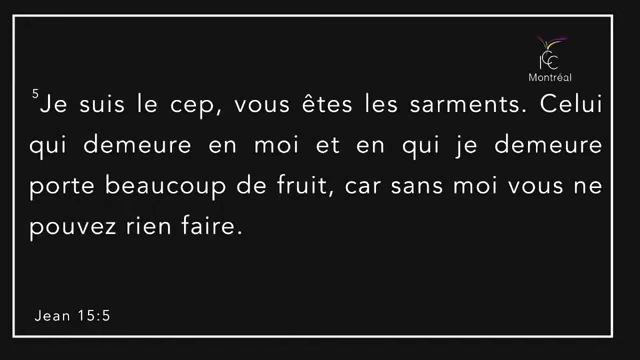 ICC
Montréal
5Je suis le cep, vous êtes les sarments. Celui
qui demeure en moi et en qui je demeure
porte beaucoup de fruit, car sans moi vous ne
pouvez rien faire.
Jean 15:5